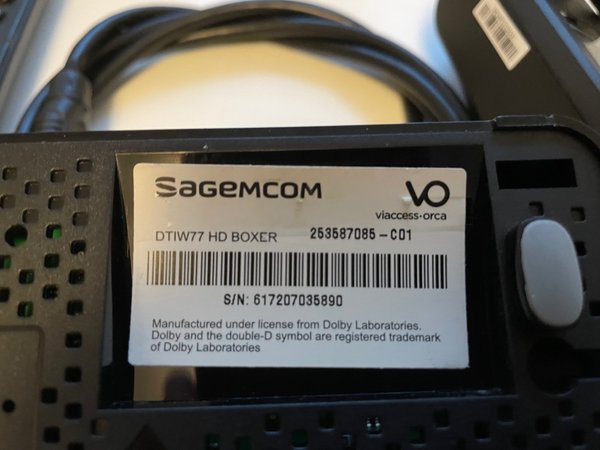 SAGEMCOM
VO
viaccess-orca
DTIW77 HD BOXER 253587085-C01
S/N: 617207035890
Manufactured under license from Dolby Laboratories.
Dolby and the double-D symbol are registered trademark
of Dolby Laboratories